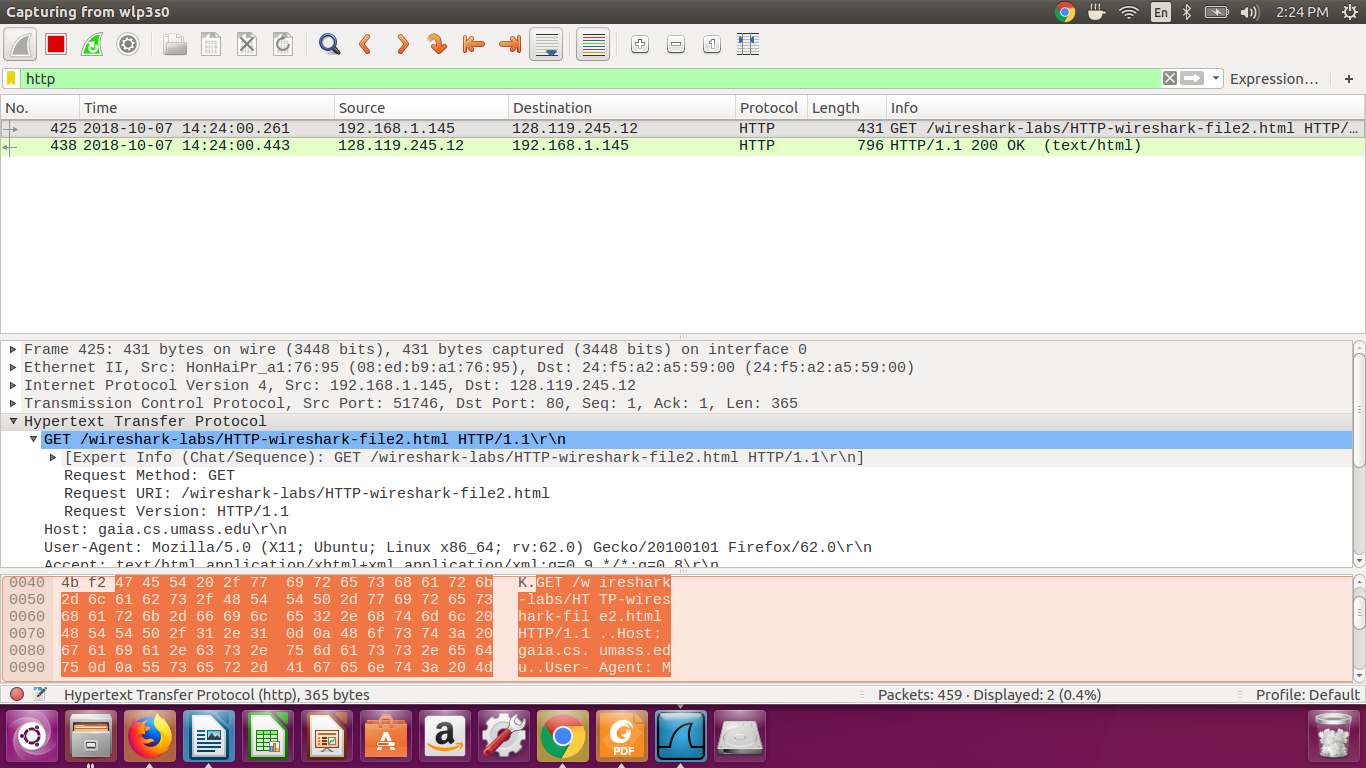 Capturing from wlp3s0 En 2:24 PM
http Expression… +
No. Time Source Destination Protocol Length Info
425 2018-10-07 14:24:00.261 192.168.1.145 128.119.245.12 HTTP 431 GET /wireshark-labs/HTTP-wireshark-file2.html HTTP/…
438 2018-10-07 14:24:00.443 128.119.245.12 192.168.1.145 HTTP 796 HTTP/1.1 200 OK  (text/html)
Frame 425: 431 bytes on wire (3448 bits), 431 bytes captured (3448 bits) on interface 0
Ethernet II, Src: HonHaiPr_a1:76:95 (08:ed:b9:a1:76:95), Dst: 24:f5:a2:a5:59:00 (24:f5:a2:a5:59:00)
Internet Protocol Version 4, Src: 192.168.1.145, Dst: 128.119.245.12
Transmission Control Protocol, Src Port: 51746, Dst Port: 80, Seq: 1, Ack: 1, Len: 365
Hypertext Transfer Protocol
GET /wireshark-labs/HTTP-wireshark-file2.html HTTP/1.1\r\n
[Expert Info (Chat/Sequence): GET /wireshark-labs/HTTP-wireshark-file2.html HTTP/1.1\r\n]
Request Method: GET
Request URI: /wireshark-labs/HTTP-wireshark-file2.html
Request Version: HTTP/1.1
Host: gaia.cs.umass.edu\r\n
User-Agent: Mozilla/5.0 (X11; Ubuntu; Linux x86_64; rv:62.0) Gecko/20100101 Firefox/62.0\r\n
Accept: text/html,application/xhtml+xml,application/xml;q=0.9,*/*;q=0.8\r\n
0040 4b f2 47 45 54 20 2f 77 69 72 65 73 68 61 72 6b K.GET /w ireshark
0050 2d 6c 61 62 73 2f 48 54 54 50 2d 77 69 72 65 73 -labs/HT TP-wires
0060 68 61 72 6b 2d 66 69 6c 65 32 2e 68 74 6d 6c 20 hark-fil e2.html
0070 48 54 54 50 2f 31 2e 31 0d 0a 48 6f 73 74 3a 20 HTTP/1.1 ..Host:
0080 67 61 69 61 2e 63 73 2e 75 6d 61 73 73 2e 65 64 gaia.cs. umass.ed
0090 75 0d 0a 55 73 65 72 2d 41 67 65 6e 74 3a 20 4d u..User- Agent: M
Hypertext Transfer Protocol (http), 365 bytes Packets: 459 · Displayed: 2 (0.4%) Profile: Default
PDF